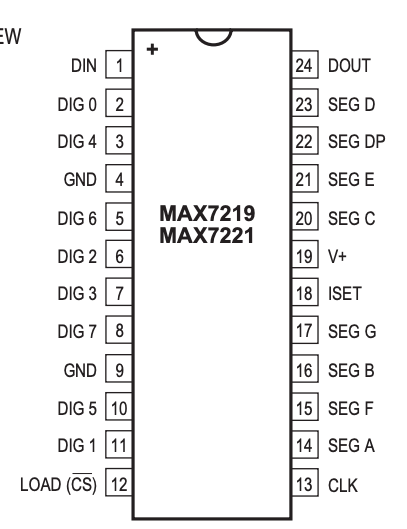 EW
+
DIN 1 24 DOUT
DIG 0 2 23 SEG D
DIG 4 3 22 SEG DP
GND 4 21 SEG E
DIG 6 5 MAX7219 20 SEG C
MAX7221
DIG 2 6 19 V+
DIG 3 7 18 ISET
DIG 7 8 17 SEG G
GND 9 16 SEG B
DIG 5 10 15 SEG F
DIG 1 11 14 SEG A
LOAD (C̅S̅) 12 13 CLK